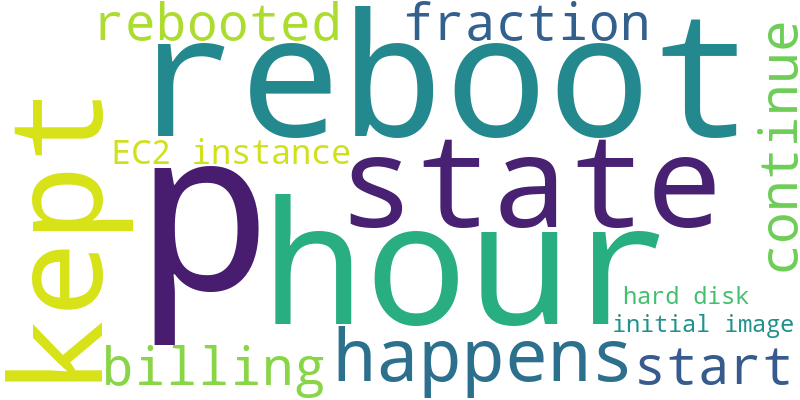 rebooted
fraction
reboot
continue
kept
EC2 instance
state
p
hour
hard disk
initial image
billing
happens
start